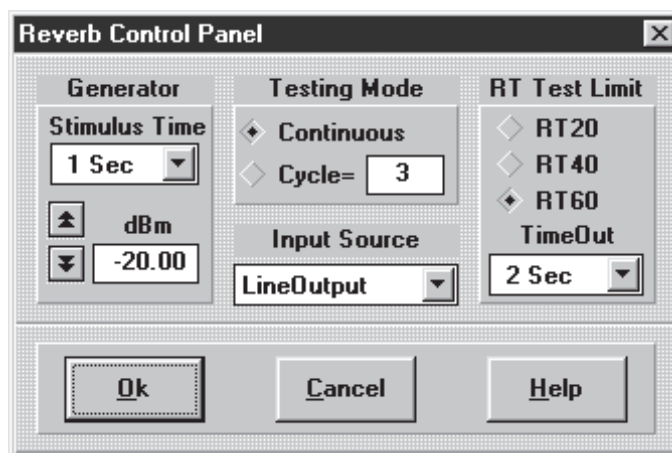 Reverb Control Panel
Generator
Stimulus Time
1 Sec
dBm
-20.00
Testing Mode
Continuous
Cycle= 3
Input Source
LineOutput
RT Test Limit
RT20
RT40
RT60
TimeOut
2 Sec
Ok
Cancel
Help